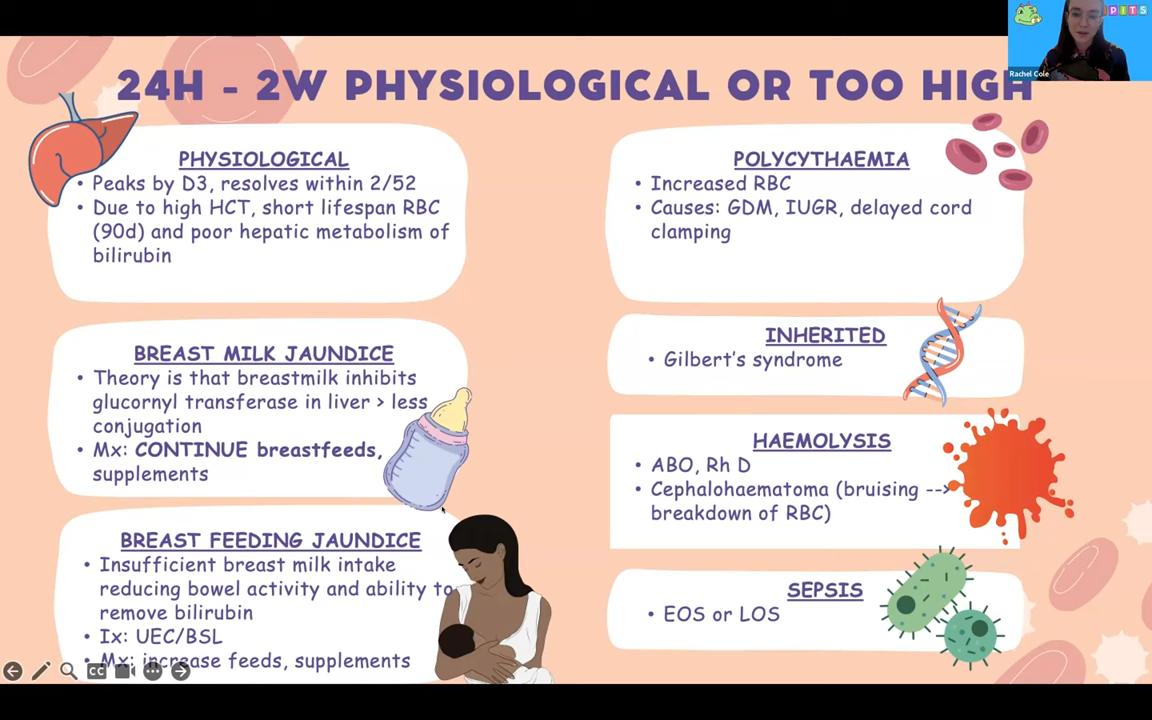 PITS
Rachel Cole
24H - 2W PHYSIOLOGICAL OR TOO HIGH
PHYSIOLOGICAL
• Peaks by D3, resolves within 2/52
• Due to high HCT, short lifespan RBC
(90d) and poor hepatic metabolism of
bilirubin
BREAST MILK JAUNDICE
• Theory is that breastmilk inhibits
glucornyl transferase in liver > less
conjugation
• Mx: CONTINUE breastfeeds,
supplements
BREAST FEEDING JAUNDICE
• Insufficient breast milk intake
reducing bowel activity and ability to
remove bilirubin
• Ix: UEC/BSL
• Mx: increase feeds, supplements
POLYCYTHAEMIA
• Increased RBC
• Causes: GDM, IUGR, delayed cord
clamping
INHERITED
• Gilbert's syndrome
HAEMOLYSIS
• ABO, Rh D
• Cephalohaematoma (bruising -->
breakdown of RBC)
SEPSIS
• EOS or LOS
CC